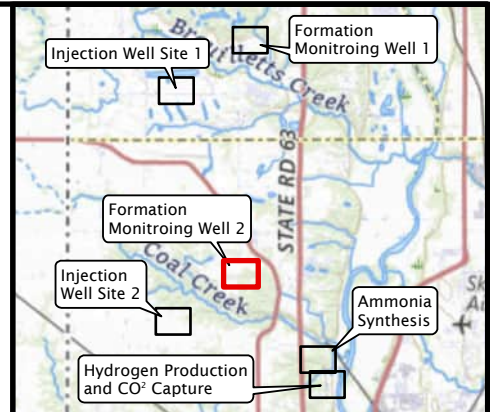 Formation
Monitroing Well 1
Injection Well Site 1
Brouilletts Creek
STATE RD 63
Formation
Monitroing Well 2
Coal Creek
Injection
Well Site 2
Ammonia
Synthesis
Hydrogen Production
and CO² Capture